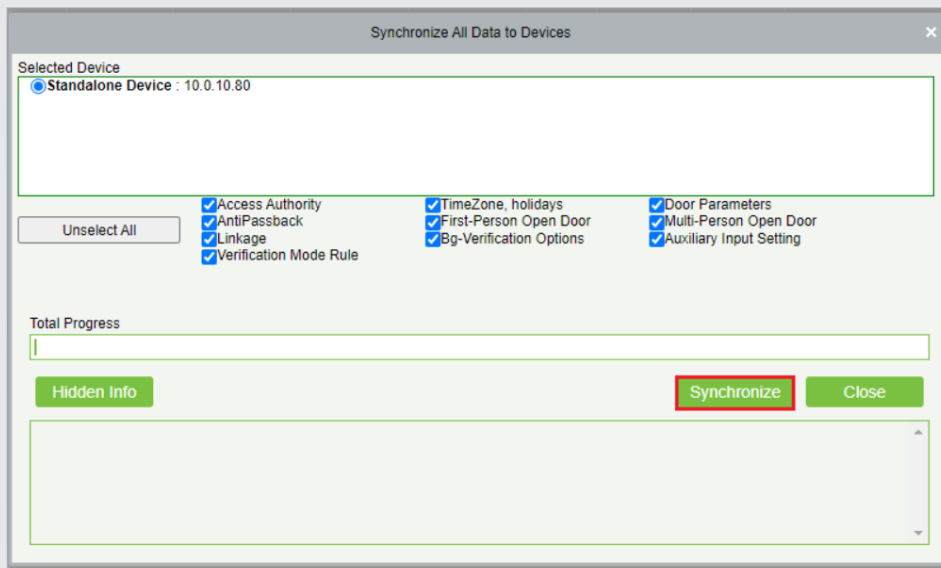 Synchronize All Data to Devices
Selected Device
Standalone Device : 10.0.10.80
Unselect All
Access Authority TimeZone, holidays Door Parameters
AntiPassback First-Person Open Door Multi-Person Open Door
Linkage Bg-Verification Options Auxiliary Input Setting
Verification Mode Rule
Total Progress
Hidden Info Synchronize Close